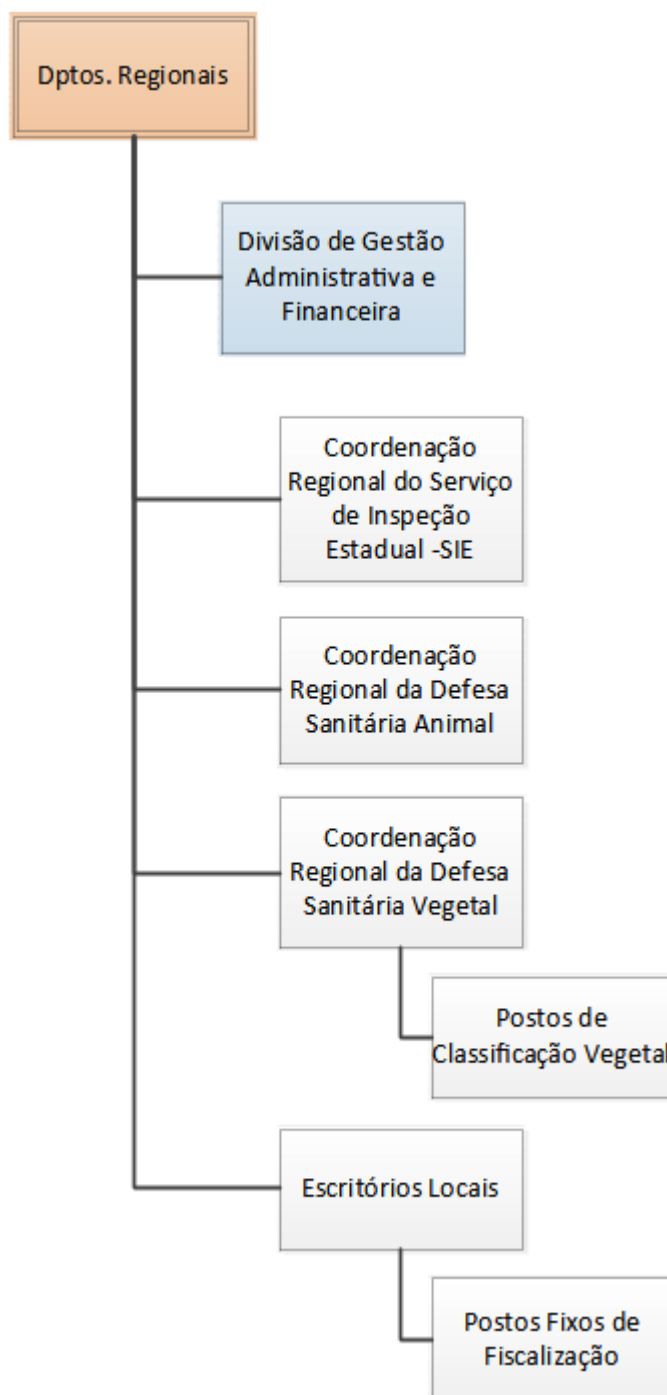 Dptos. Regionais
Divisão de Gestão
Administrativa e
Financeira
Coordenação
Regional do Serviço
de Inspeção
Estadual -SIE
Coordenação
Regional da Defesa
Sanitária Animal
Coordenação
Regional da Defesa
Sanitária Vegetal
Postos de
Classificação Vegetal
Escritórios Locais
Postos Fixos de
Fiscalização